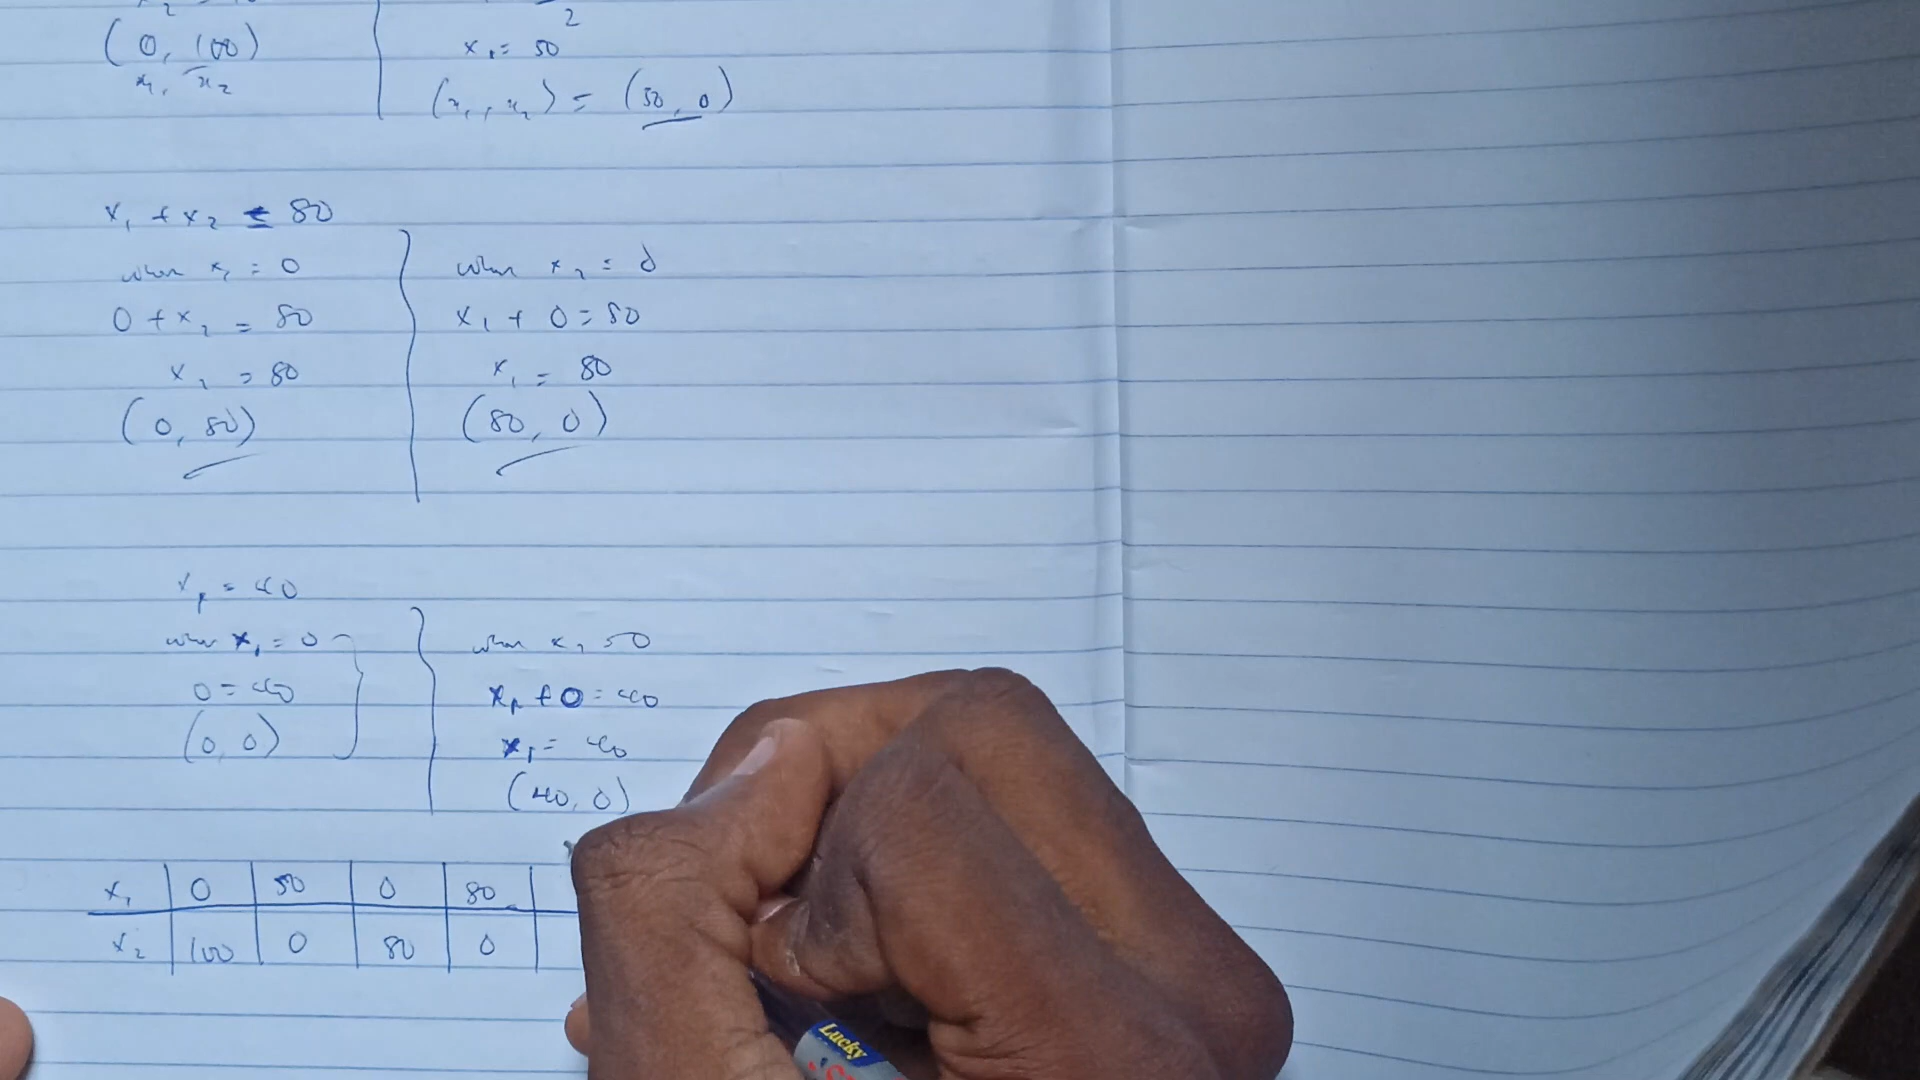 (0, 100)
x₁, x₂
2
x₁ = 50
(x₁, x₂) = (50, 0)
x₁ + x₂ ≤ 80
when x₁ = 0
0 + x₂ = 80
x₂ = 80
(0, 80)
when x₂ = 0
x₁ + 0 = 80
x₁ = 80
(80, 0)
x₁ = 40
when x₁ = 0
0 = 40
(0, 0)
when x₂ = 0
x₁ + 0 = 40
x₁ = 40
(40, 0)
x₁ 0 50 0 80
x₂ 100 0 80 0
Lucky